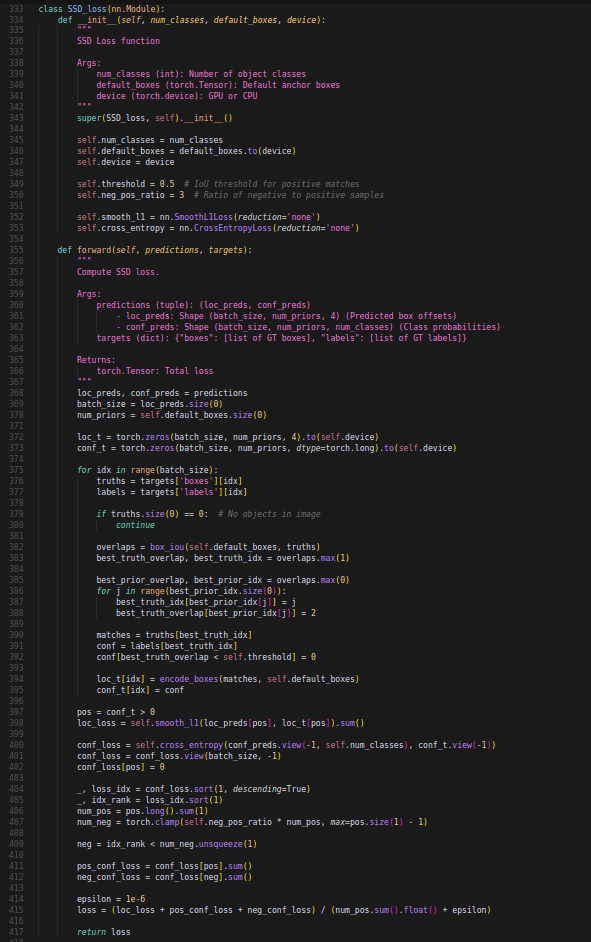 333 class SSD_loss(nn.Module):
334     def __init__(self, num_classes, default_boxes, device):
335         """
336         SSD Loss function
337
338         Args:
339             num_classes (int): Number of object classes
340             default_boxes (torch.Tensor): Default anchor boxes
341             device (torch.device): GPU or CPU
342         """
343         super(SSD_loss, self).__init__()
344
345         self.num_classes = num_classes
346         self.default_boxes = default_boxes.to(device)
347         self.device = device
348
349         self.threshold = 0.5  # IoU threshold for positive matches
350         self.neg_pos_ratio = 3  # Ratio of negative to positive samples
351
352         self.smooth_l1 = nn.SmoothL1Loss(reduction='none')
353         self.cross_entropy = nn.CrossEntropyLoss(reduction='none')
354
355     def forward(self, predictions, targets):
356         """
357         Compute SSD loss.
358
359         Args:
360             predictions (tuple): (loc_preds, conf_preds)
361                 - loc_preds: Shape (batch_size, num_priors, 4) (Predicted box offsets)
362                 - conf_preds: Shape (batch_size, num_priors, num_classes) (Class probabilities)
363             targets (dict): {"boxes": [list of GT boxes], "labels": [list of GT labels]}
364
365         Returns:
366             torch.Tensor: Total loss
367         """
368         loc_preds, conf_preds = predictions
369         batch_size = loc_preds.size(0)
370         num_priors = self.default_boxes.size(0)
371
372         loc_t = torch.zeros(batch_size, num_priors, 4).to(self.device)
373         conf_t = torch.zeros(batch_size, num_priors, dtype=torch.long).to(self.device)
374
375         for idx in range(batch_size):
376             truths = targets['boxes'][idx]
377             labels = targets['labels'][idx]
378
379             if truths.size(0) == 0:  # No objects in image
380                 continue
381
382             overlaps = box_iou(self.default_boxes, truths)
383             best_truth_overlap, best_truth_idx = overlaps.max(1)
384
385             best_prior_overlap, best_prior_idx = overlaps.max(0)
386             for j in range(best_prior_idx.size(0)):
387                 best_truth_idx[best_prior_idx[j]] = j
388                 best_truth_overlap[best_prior_idx[j]] = 2
389
390             matches = truths[best_truth_idx]
391             conf = labels[best_truth_idx]
392             conf[best_truth_overlap < self.threshold] = 0
393
394             loc_t[idx] = encode_boxes(matches, self.default_boxes)
395             conf_t[idx] = conf
396
397         pos = conf_t > 0
398         loc_loss = self.smooth_l1(loc_preds[pos], loc_t[pos]).sum()
399
400         conf_loss = self.cross_entropy(conf_preds.view(-1, self.num_classes), conf_t.view(-1))
401         conf_loss = conf_loss.view(batch_size, -1)
402         conf_loss[pos] = 0
403
404         _, loss_idx = conf_loss.sort(1, descending=True)
405         _, idx_rank = loss_idx.sort(1)
406         num_pos = pos.long().sum(1)
407         num_neg = torch.clamp(self.neg_pos_ratio * num_pos, max=pos.size(1) - 1)
408
409         neg = idx_rank < num_neg.unsqueeze(1)
410
411         pos_conf_loss = conf_loss[pos].sum()
412         neg_conf_loss = conf_loss[neg].sum()
413
414         epsilon = 1e-6
415         loss = (loc_loss + pos_conf_loss + neg_conf_loss) / (num_pos.sum().float() + epsilon)
416
417         return loss